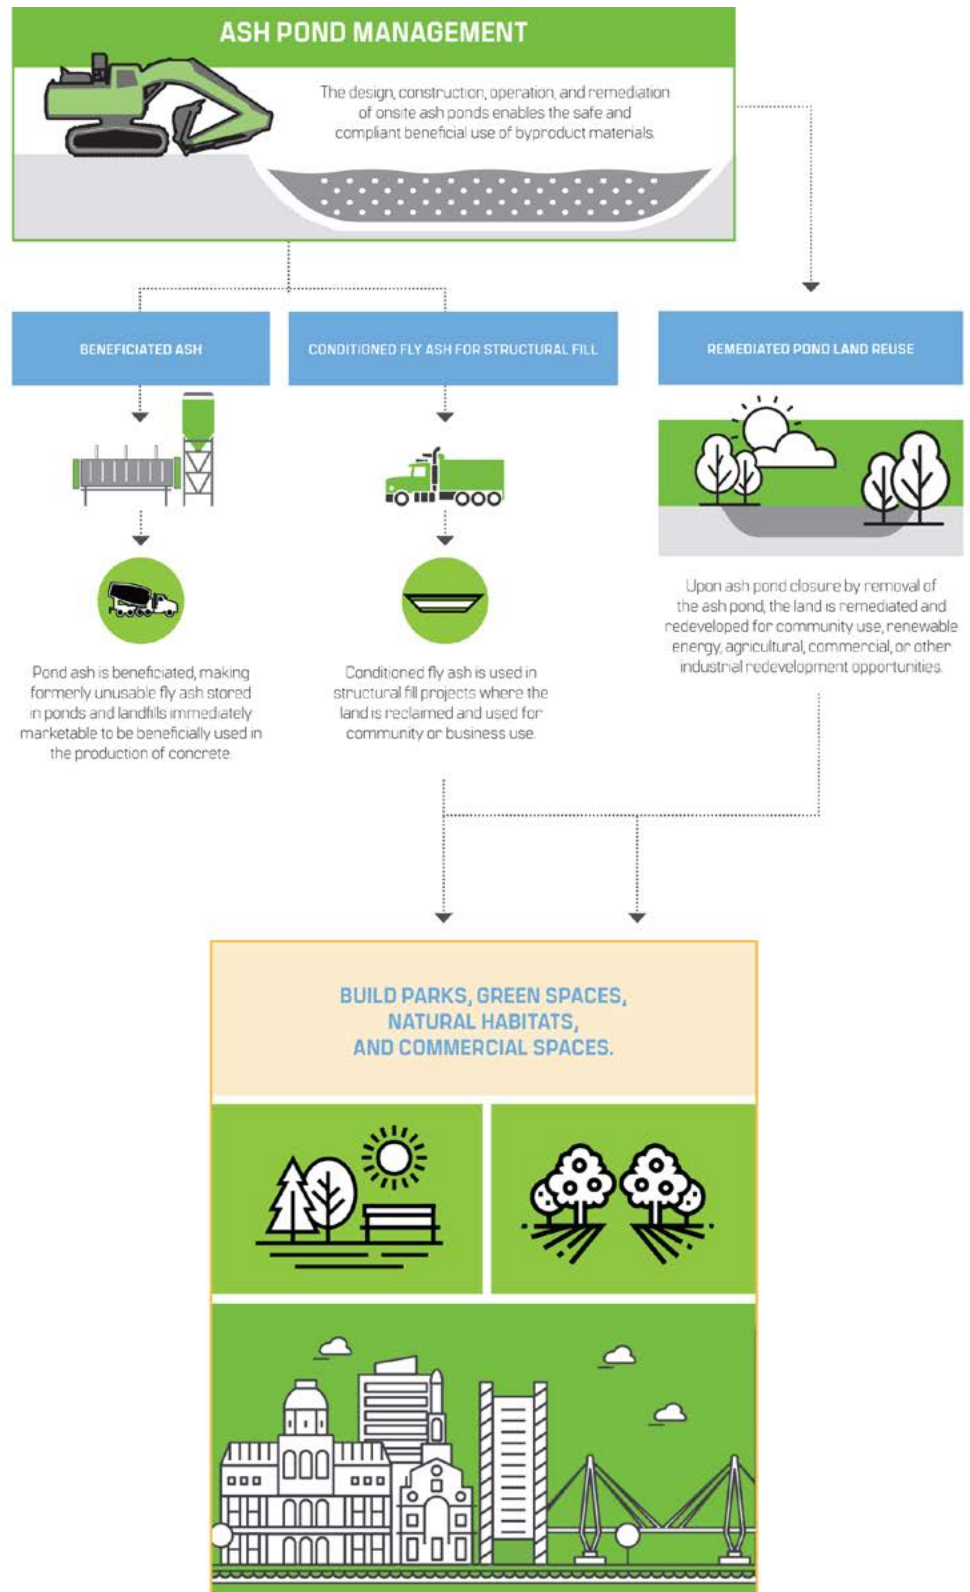 ASH POND MANAGEMENT
The design, construction, operation, and remediation
of onsite ash ponds enables the safe and
compliant beneficial use of byproduct materials.
BENEFICIATED ASH
CONDITIONED FLY ASH FOR STRUCTURAL FILL
REMEDIATED POND LAND REUSE
Pond ash is beneficiated, making
formerly unusable fly ash stored
in ponds and landfills immediately
marketable to be beneficially used in
the production of concrete.
Conditioned fly ash is used in
structural fill projects where the
land is reclaimed and used for
community or business use.
Upon ash pond closure by removal of
the ash pond, the land is remediated and
redeveloped for community use, renewable
energy, agricultural, commercial, or other
industrial redevelopment opportunities.
BUILD PARKS, GREEN SPACES,
NATURAL HABITATS,
AND COMMERCIAL SPACES.